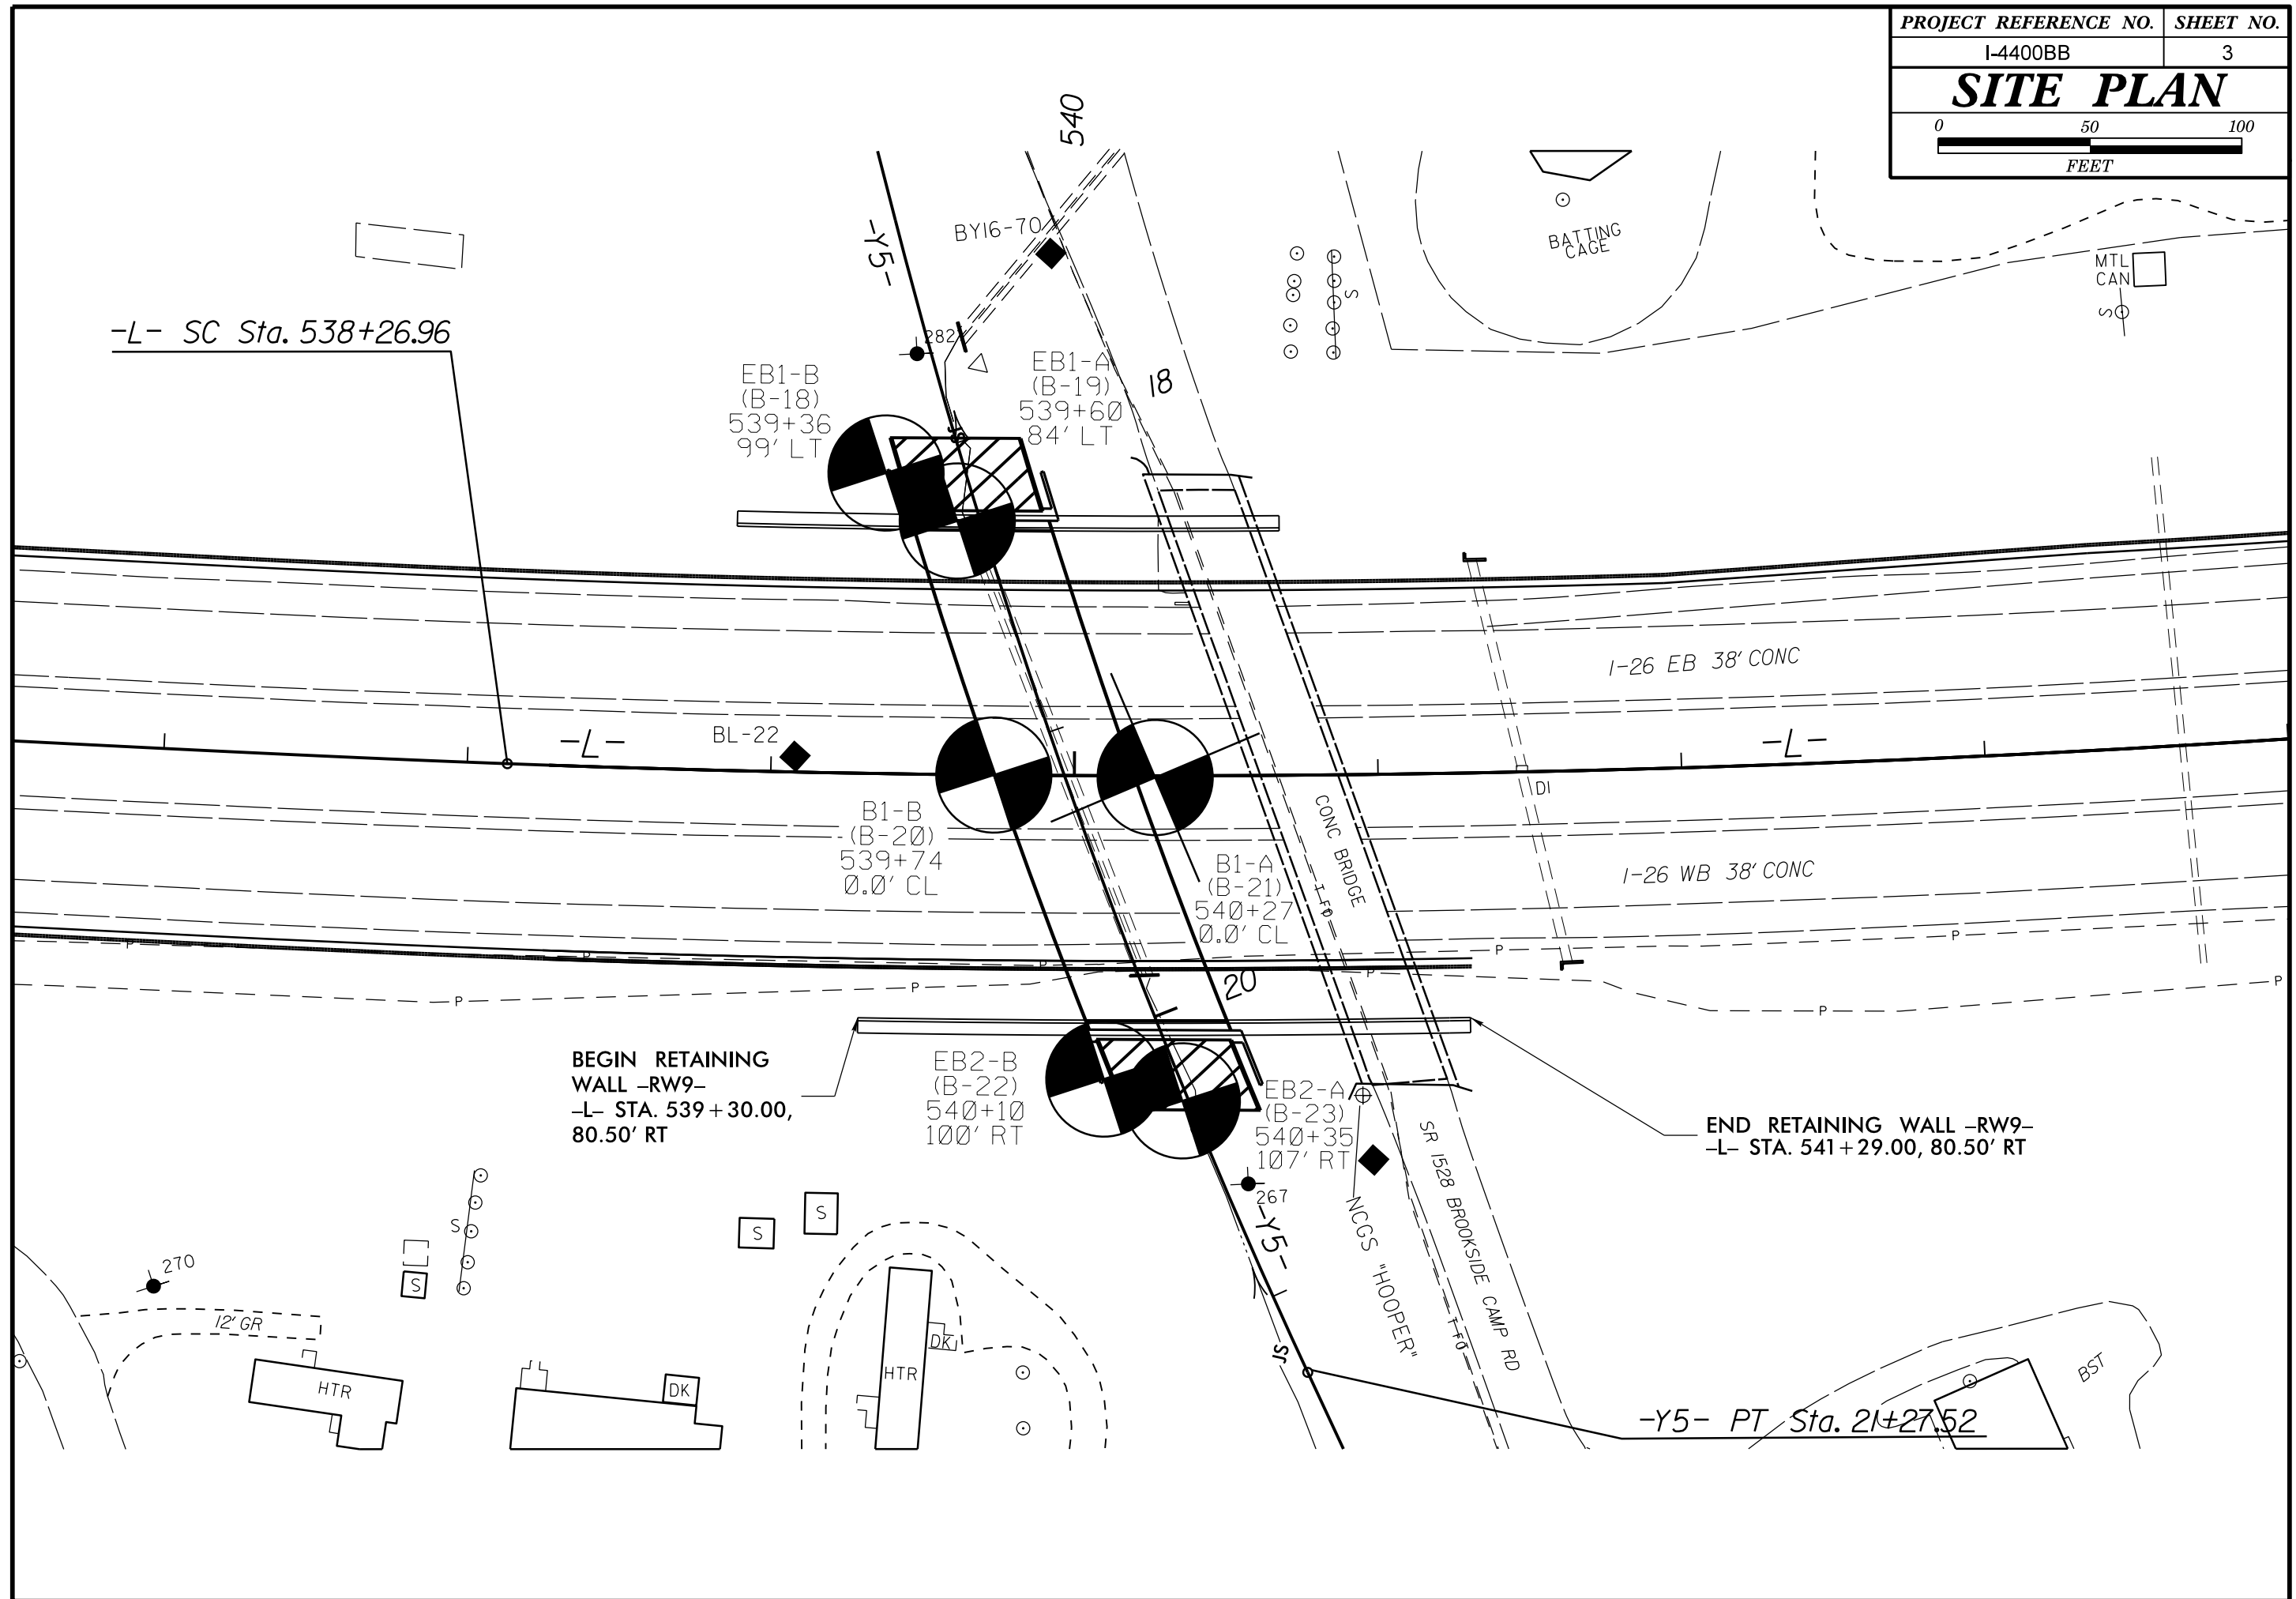 PROJECT REFERENCE NO. SHEET NO.
I-4400BB 3
SITE PLAN
0 50 100
FEET
540
-Y5-
BY16-70
BATTING
CAGE
S
MTL
CAN
S
-L- SC Sta. 538+26.96
282
EB1-B
(B-18)
539+36
99' LT
EB1-A
(B-19)
539+60
84' LT
18
JS
I-26 EB 38' CONC
-L-
BL-22
-L-
DI
B1-B
(B-20)
539+74
0.0' CL
CONC BRIDGE
B1-A
(B-21)
540+27
0.0' CL
T FO
I-26 WB 38' CONC
P
P
P
P
P
P
P
P
P
P
20
BEGIN RETAINING
WALL -RW9-
-L- STA. 539+30.00,
80.50' RT
EB2-B
(B-22)
540+10
100' RT
EB2-A
(B-23)
540+35
107' RT
END RETAINING WALL -RW9-
-L- STA. 541+29.00, 80.50' RT
SR 1528 BROOKSIDE CAMP RD
267
-Y5-
NCGS "HOOPER"
T FO
JS
S
S
S
S
270
12' GR
HTR
DK
HTR
DK
BST
-Y5- PT Sta. 21+27.52